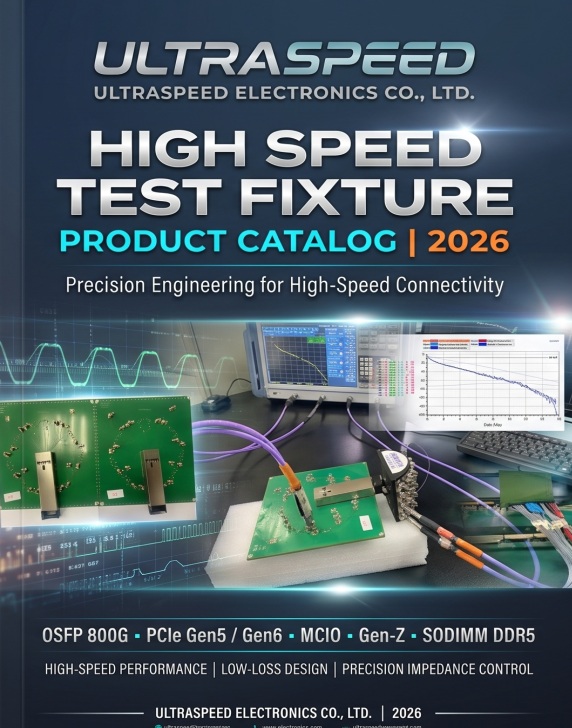 ULTRASPEED
ULTRASPEED ELECTRONICS CO., LTD.
HIGH SPEED
TEST FIXTURE
PRODUCT CATALOG | 2026
Precision Engineering for High-Speed Connectivity
OSFP 800G ▪ PCIe Gen5 / Gen6 ▪ MCIO ▪ Gen-Z ▪ SODIMM DDR5
HIGH-SPEED PERFORMANCE | LOW-LOSS DESIGN | PRECISION IMPEDANCE CONTROL
ULTRASPEED ELECTRONICS CO., LTD. | 2026